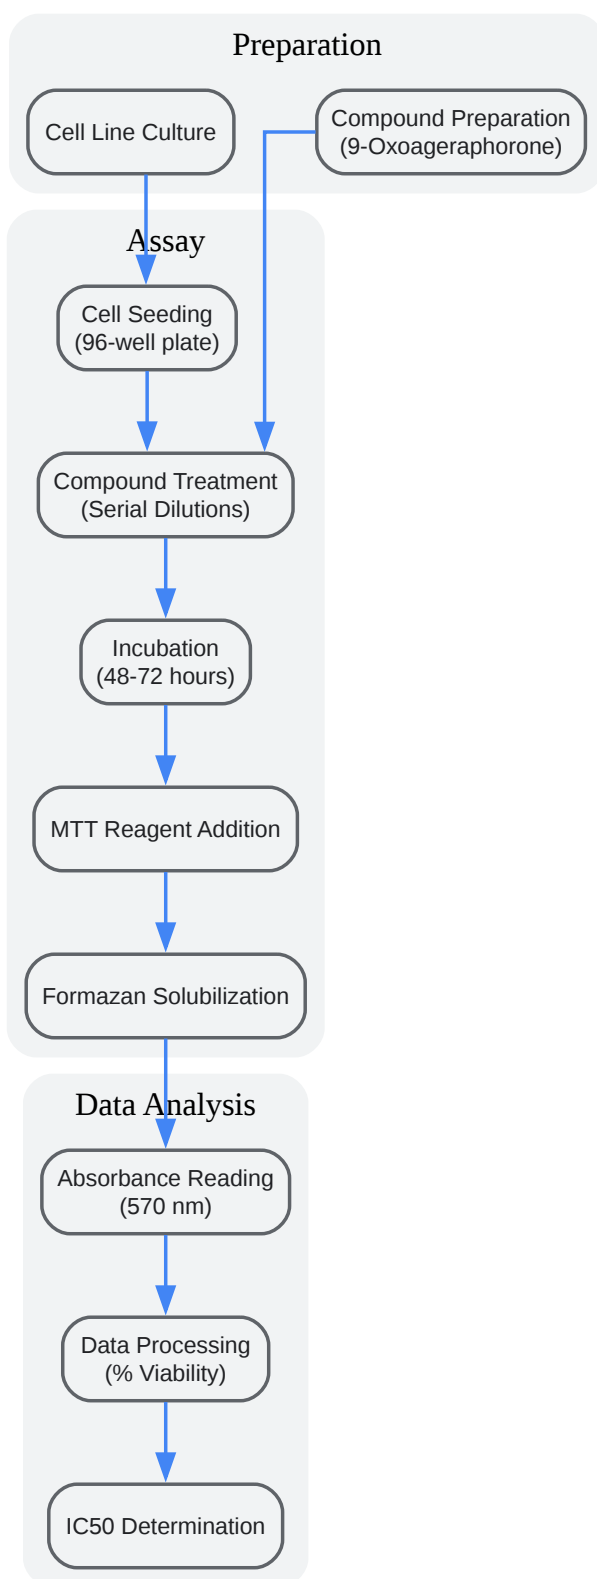 Preparation
Cell Line Culture
Compound Preparation
(9-Oxoageraphorone)
Assay
Cell Seeding
(96-well plate)
Compound Treatment
(Serial Dilutions)
Incubation
(48-72 hours)
MTT Reagent Addition
Formazan Solubilization
Data Analysis
Absorbance Reading
(570 nm)
Data Processing
(% Viability)
IC50 Determination